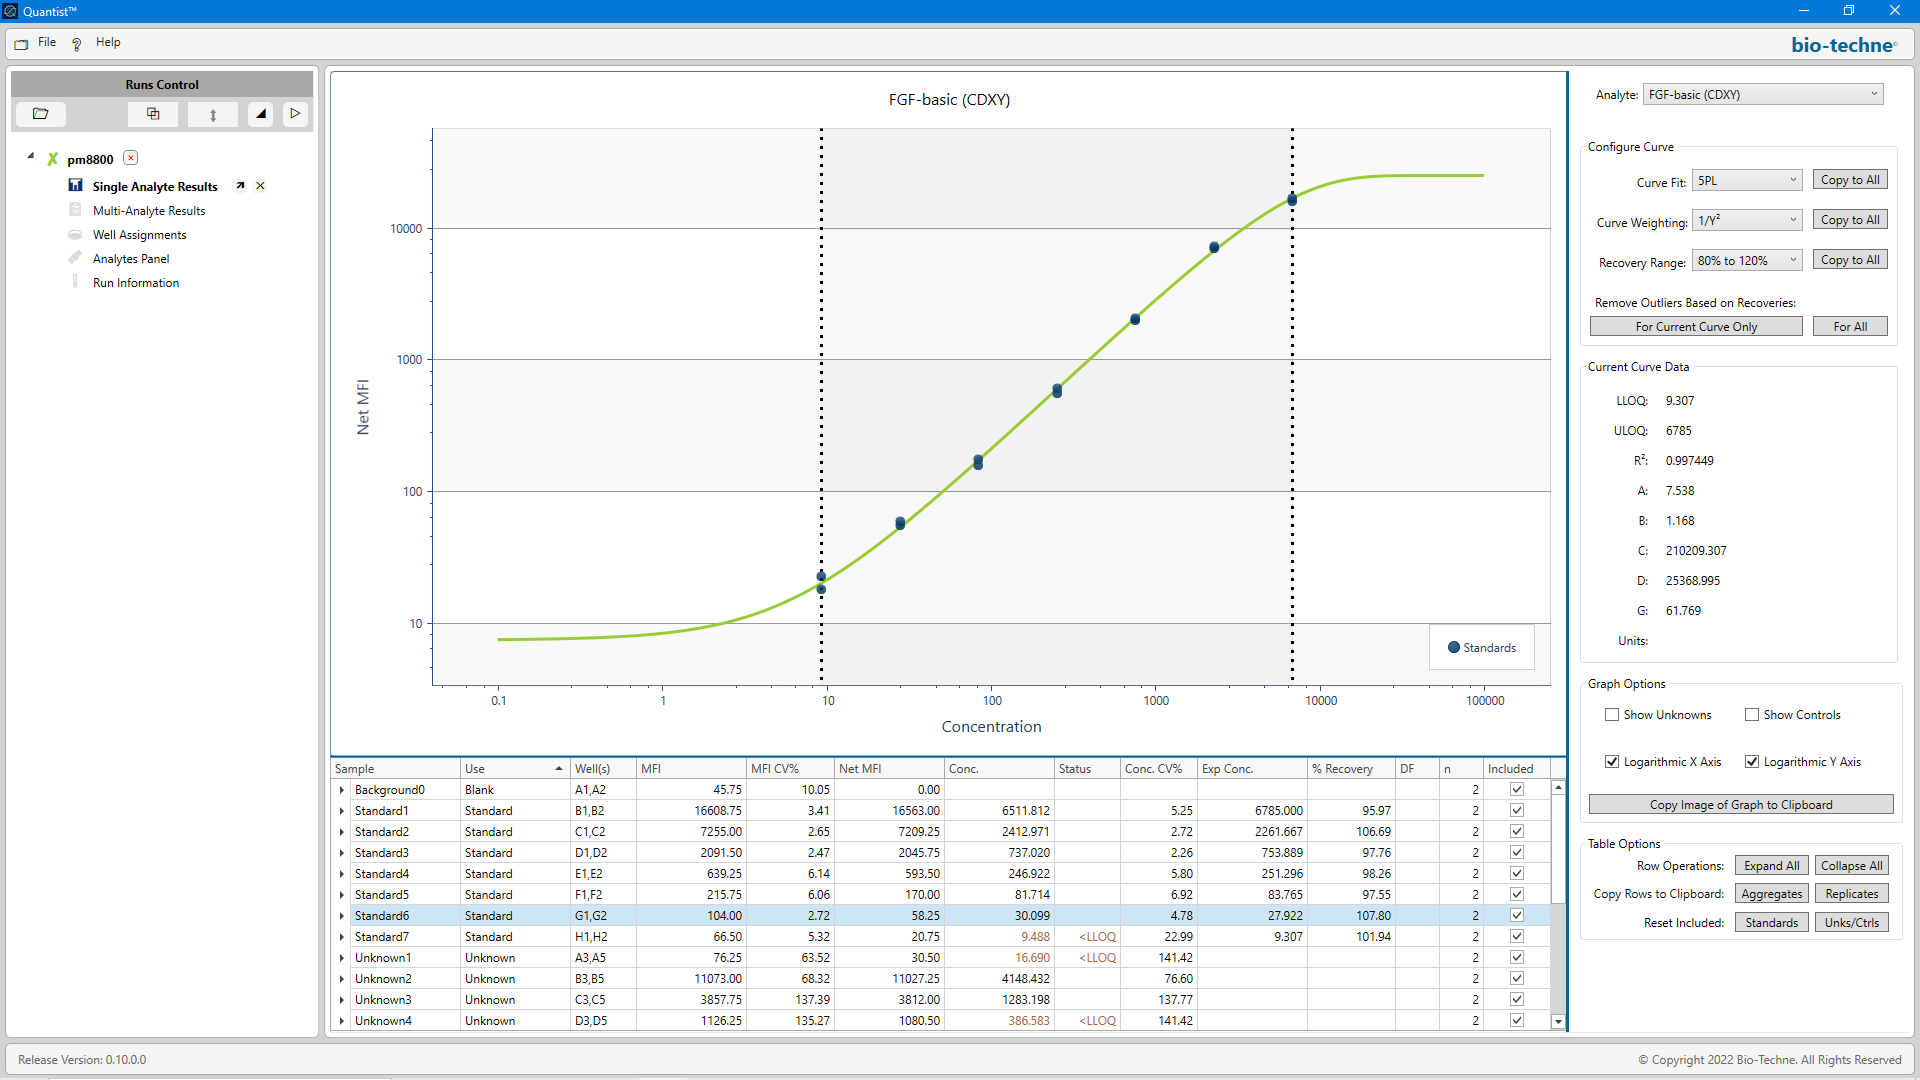 Quantist™
File
Help
bio-techne®
Runs Control
pm8800
Single Analyte Results
Multi-Analyte Results
Well Assignments
Analytes Panel
Run Information
FGF-basic (CDXY)
Net MFI
10000
1000
100
10
Standards
0.1 1 10 100 1000 10000 100000
Concentration
Sample Use Well(s) MFI MFI CV% Net MFI Conc. Status Conc. CV% Exp Conc. % Recovery DF n Included
Background0 Blank A1,A2 45.75 10.05 0.00 2
Standard1 Standard B1,B2 16608.75 3.41 16563.00 6511.812 5.25 6785.000 95.97 2
Standard2 Standard C1,C2 7255.00 2.65 7209.25 2412.971 2.72 2261.667 106.69 2
Standard3 Standard D1,D2 2091.50 2.47 2045.75 737.020 2.26 753.889 97.76 2
Standard4 Standard E1,E2 639.25 6.14 593.50 246.922 5.80 251.296 98.26 2
Standard5 Standard F1,F2 215.75 6.06 170.00 81.714 6.92 83.765 97.55 2
Standard6 Standard G1,G2 104.00 2.72 58.25 30.099 4.78 27.922 107.80 2
Standard7 Standard H1,H2 66.50 5.32 20.75 9.488 <LLOQ 22.99 9.307 101.94 2
Unknown1 Unknown A3,A5 76.25 63.52 30.50 16.690 <LLOQ 141.42 2
Unknown2 Unknown B3,B5 11073.00 68.32 11027.25 4148.432 76.60 2
Unknown3 Unknown C3,C5 3857.75 137.39 3812.00 1283.198 137.77 2
Unknown4 Unknown D3,D5 1126.25 135.27 1080.50 386.583 <LLOQ 141.42 2
Analyte: FGF-basic (CDXY)
Configure Curve
Curve Fit: 5PL Copy to All
Curve Weighting: 1/Y² Copy to All
Recovery Range: 80% to 120% Copy to All
Remove Outliers Based on Recoveries:
For Current Curve Only For All
Current Curve Data
LLOQ: 9.307
ULOQ: 6785
R²: 0.997449
A: 7.538
B: 1.168
C: 210209.307
D: 25368.995
G: 61.769
Units:
Graph Options
Show Unknowns Show Controls
Logarithmic X Axis Logarithmic Y Axis
Copy Image of Graph to Clipboard
Table Options
Row Operations: Expand All Collapse All
Copy Rows to Clipboard: Aggregates Replicates
Reset Included: Standards Unks/Ctrls
Release Version: 0.10.0.0
© Copyright 2022 Bio-Techne. All Rights Reserved